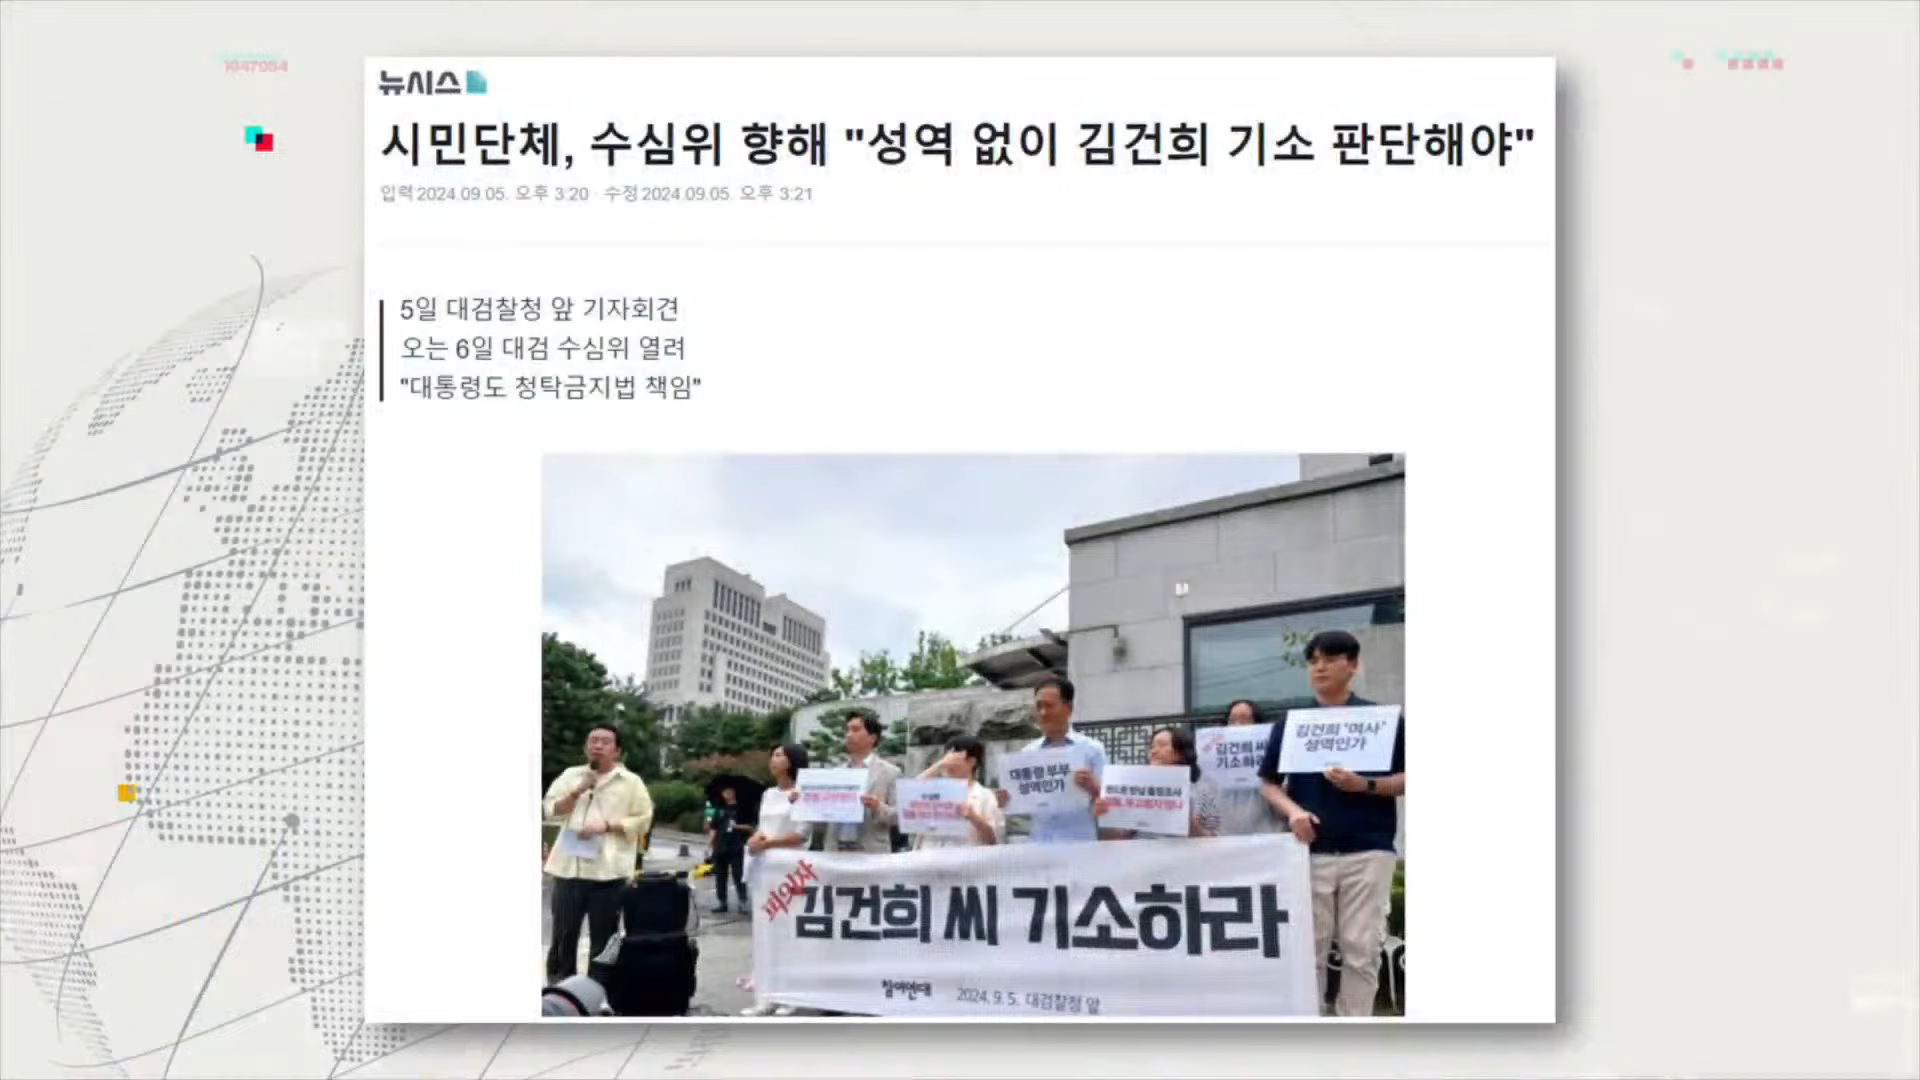 1647054
뉴시스
시민단체, 수심위 향해 "성역 없이 김건희 기소 판단해야"
입력 2024.09.05. 오후 3:20 · 수정 2024.09.05. 오후 3:21
5일 대검찰청 앞 기자회견
오는 6일 대검 수심위 열려
"대통령도 청탁금지법 책임"
대통령 부부
성역인가
김건희 씨
기소하라
김건희 '여사'
성역인가
피의자
김건희 씨 기소하라
참여연대
2024. 9. 5. 대검찰청 앞